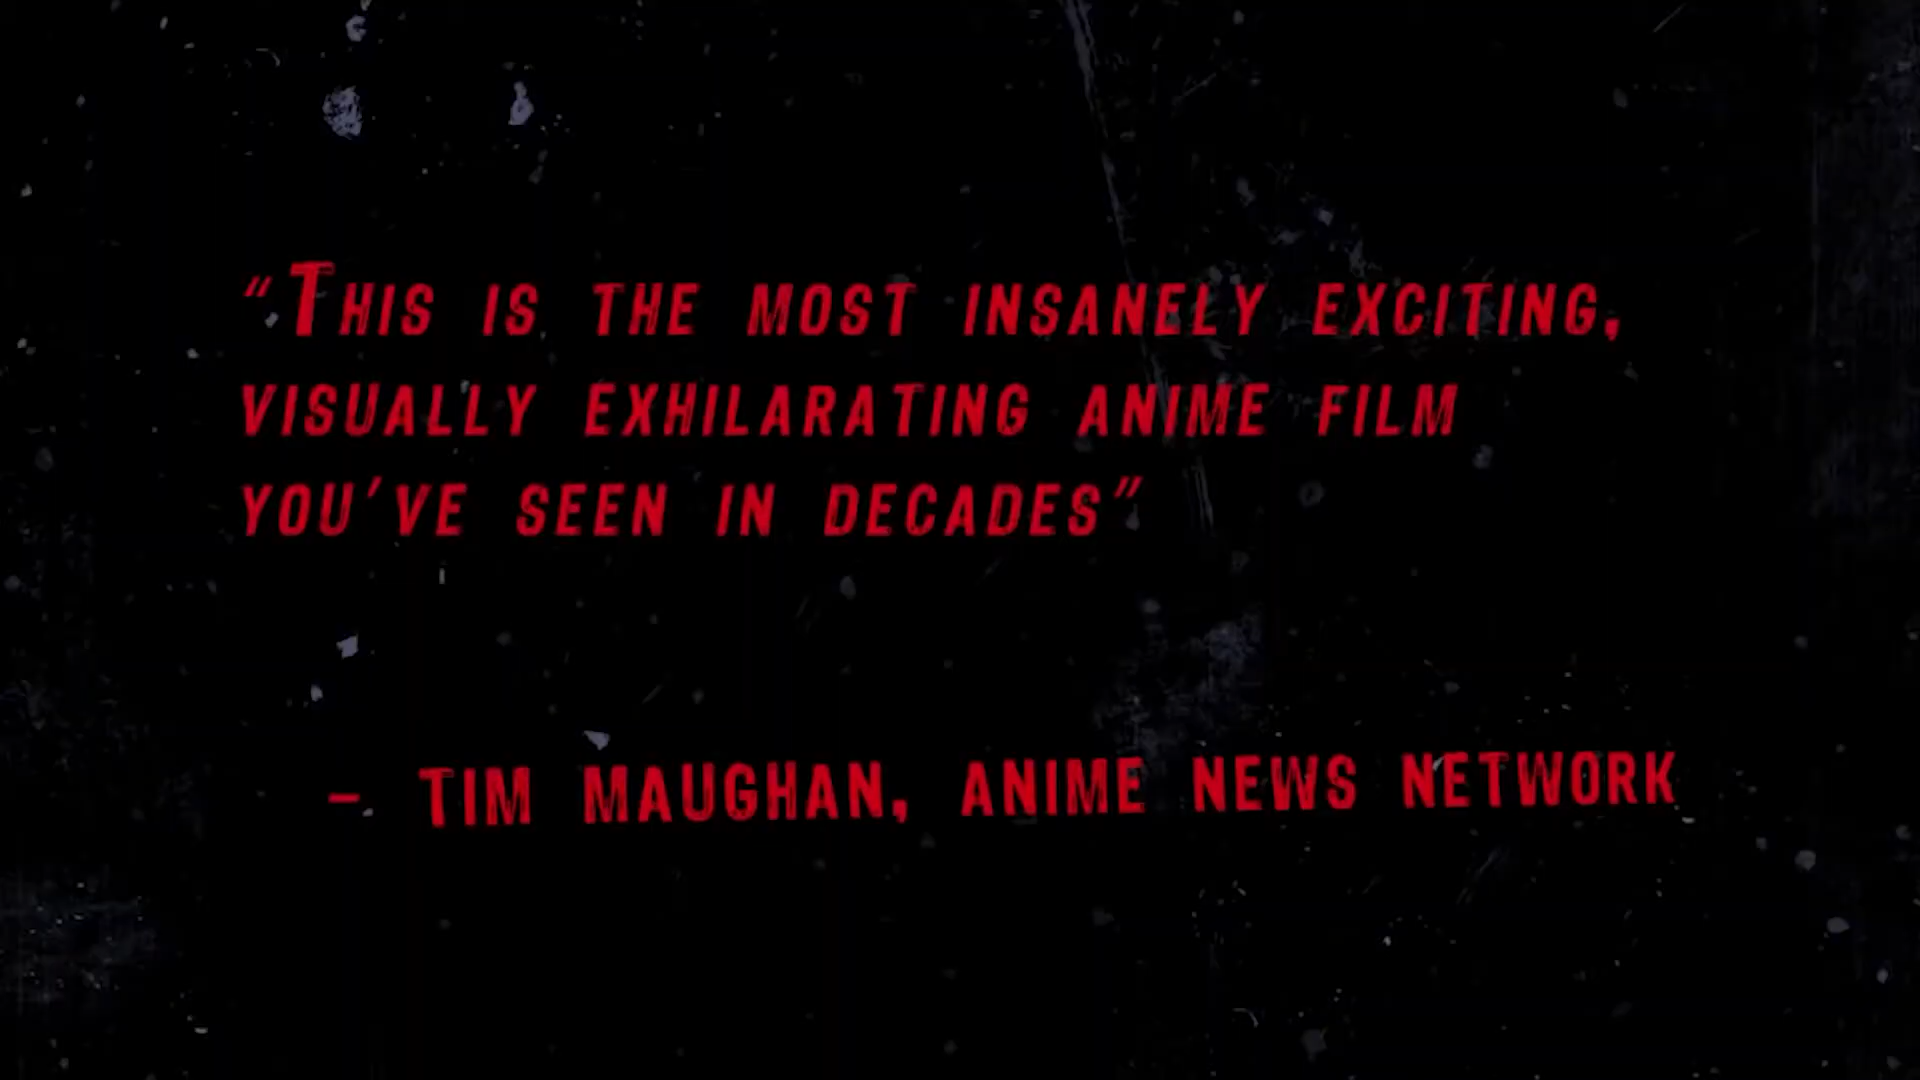 “This is the most insanely exciting,
visually exhilarating anime film
you've seen in decades”
– TIM MAUGHAN, ANIME NEWS NETWORK